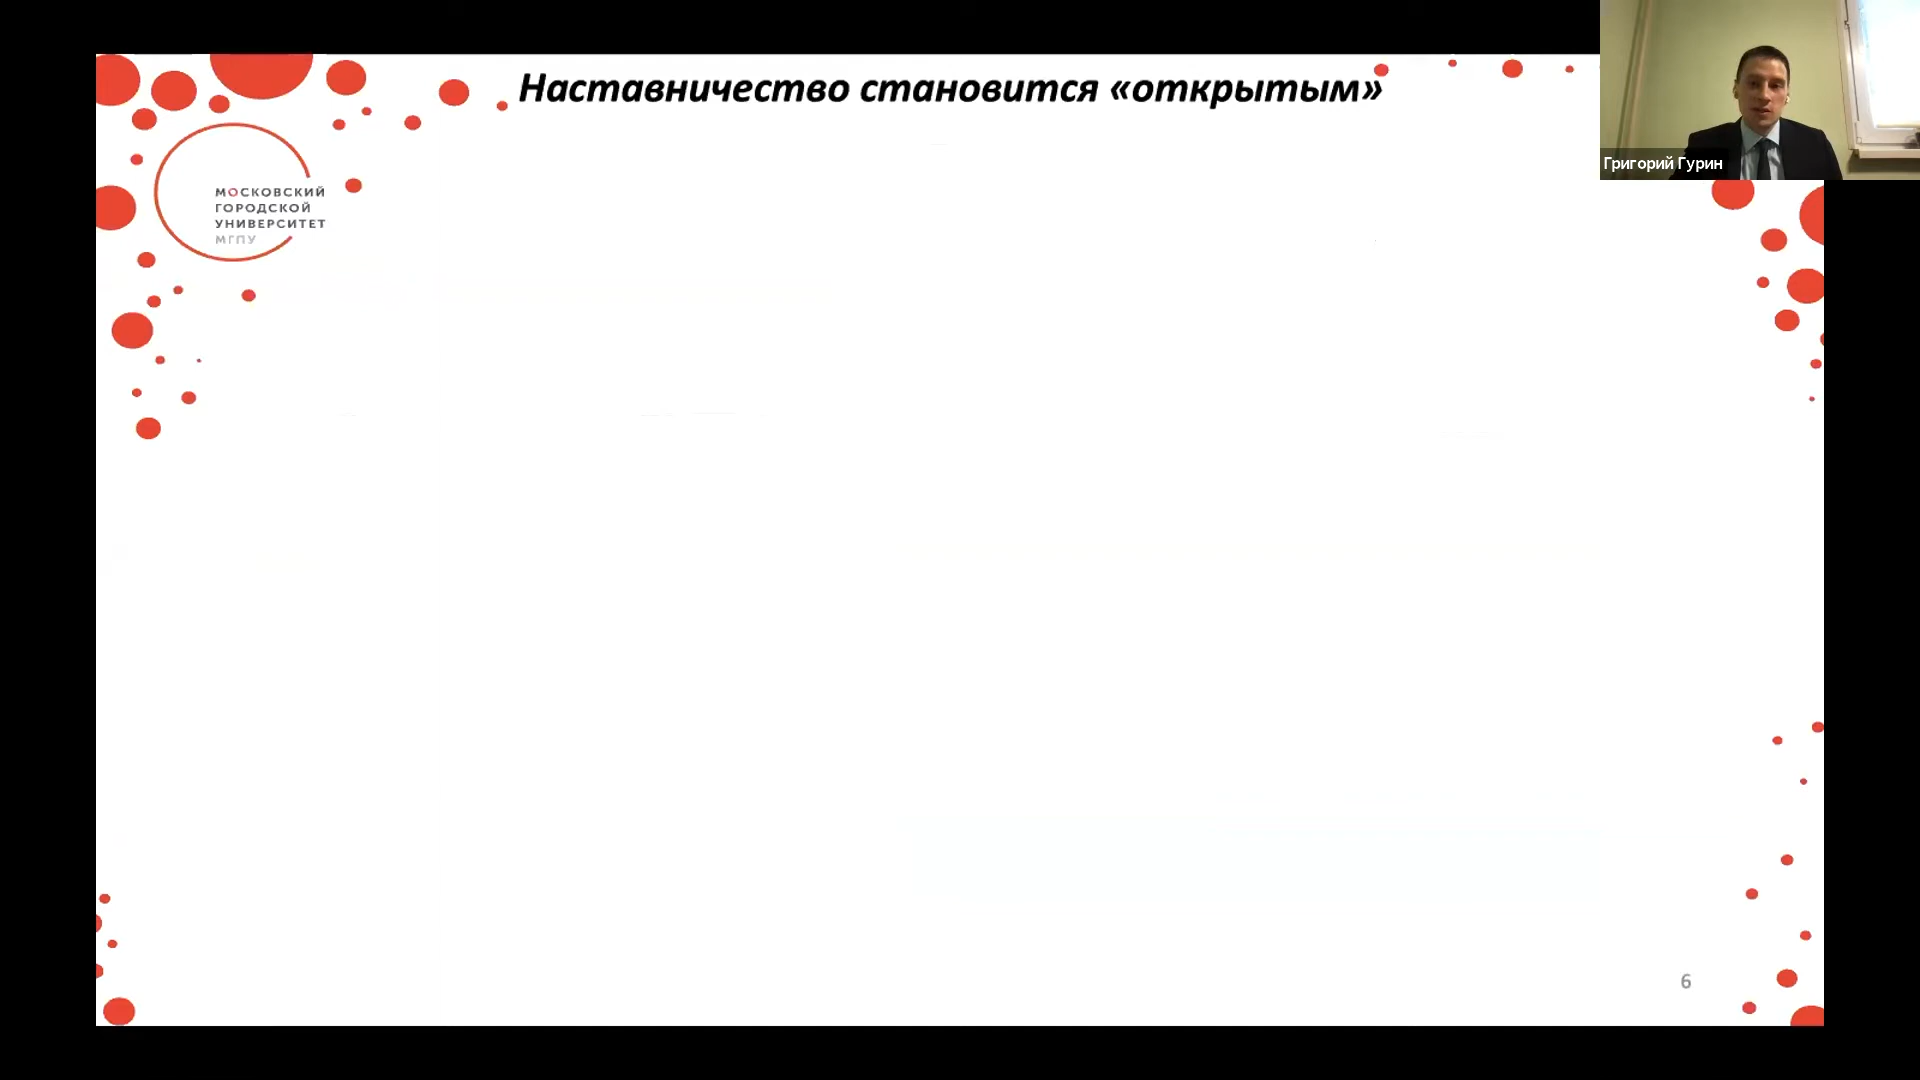 Наставничество становится «открытым»
МОСКОВСКИЙ
ГОРОДСКОЙ
УНИВЕРСИТЕТ
МГПУ
Григорий Гурин
6